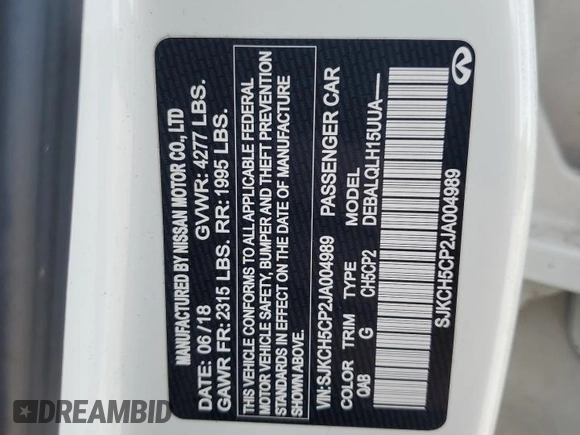 MANUFACTURED BY NISSAN MOTOR CO., LTD
DATE: 06/18 GVWR: 4277 LBS.
GAWR FR: 2315 LBS. RR: 1995 LBS.
THIS VEHICLE CONFORMS TO ALL APPLICABLE FEDERAL
MOTOR VEHICLE SAFETY, BUMPER AND THEFT PREVENTION
STANDARDS IN EFFECT ON THE DATE OF MANUFACTURE
SHOWN ABOVE.
VIN:SJKCH5CP2JA004989 PASSENGER CAR
COLOR TRIM TYPE MODEL
QAB G CH5CP2 DEBALQLH15UUA—
SJKCH5CP2JA004989
DREAMBID